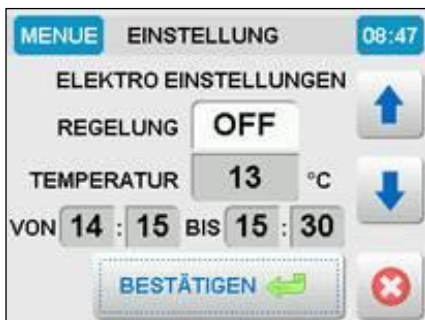 MENUE EINSTELLUNG 08:47
ELEKTRO EINSTELLUNGEN
REGELUNG OFF
TEMPERATUR 13 °C
VON 14 : 15 BIS 15 : 30
BESTÄTIGEN